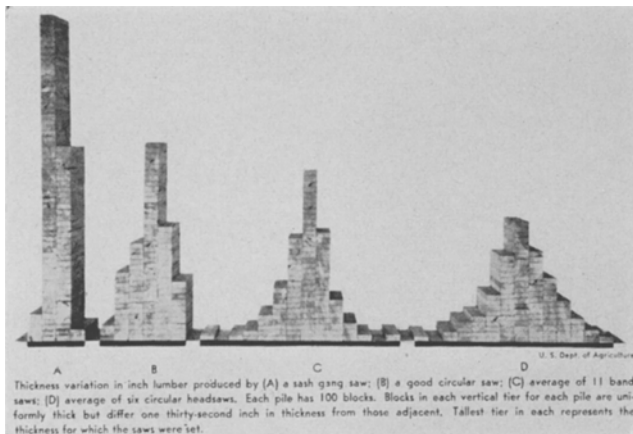 U. S. Dept. of Agriculture
A B C D
Thickness variation in inch lumber produced by (A) a sash gang saw; (B) a good circular saw; (C) average of 11 band
saws; (D) average of six circular headsaws. Each pile has 100 blocks. Blocks in each vertical tier for each pile are uni-
formly thick but differ one thirty-second inch in thickness from those adjacent. Tallest tier in each represents the
thickness for which the saws were set.